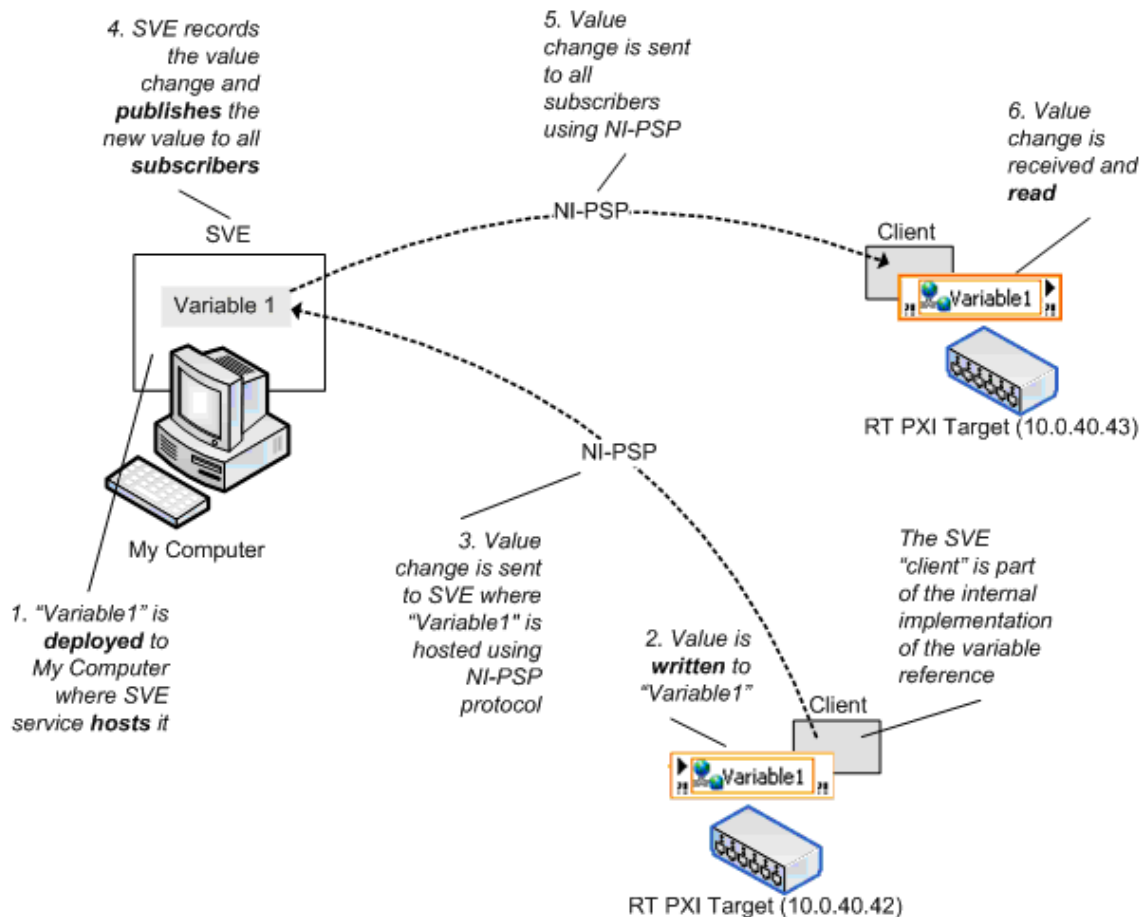 4. SVE records
the value
change and
publishes the
new value to all
subscribers
SVE
Variable 1
My Computer
1. “Variable1” is
deployed to
My Computer
where SVE
service hosts it
5. Value
change is sent
to all
subscribers
using NI-PSP
NI-PSP
6. Value
change is
received and
read
Client
Variable1
RT PXI Target (10.0.40.43)
NI-PSP
3. Value
change is sent
to SVE where
“Variable1" is
hosted using
NI-PSP
protocol
2. Value is
written to
“Variable1”
The SVE
“client” is part
of the internal
implementation
of the variable
reference
Client
Variable1
RT PXI Target (10.0.40.42)